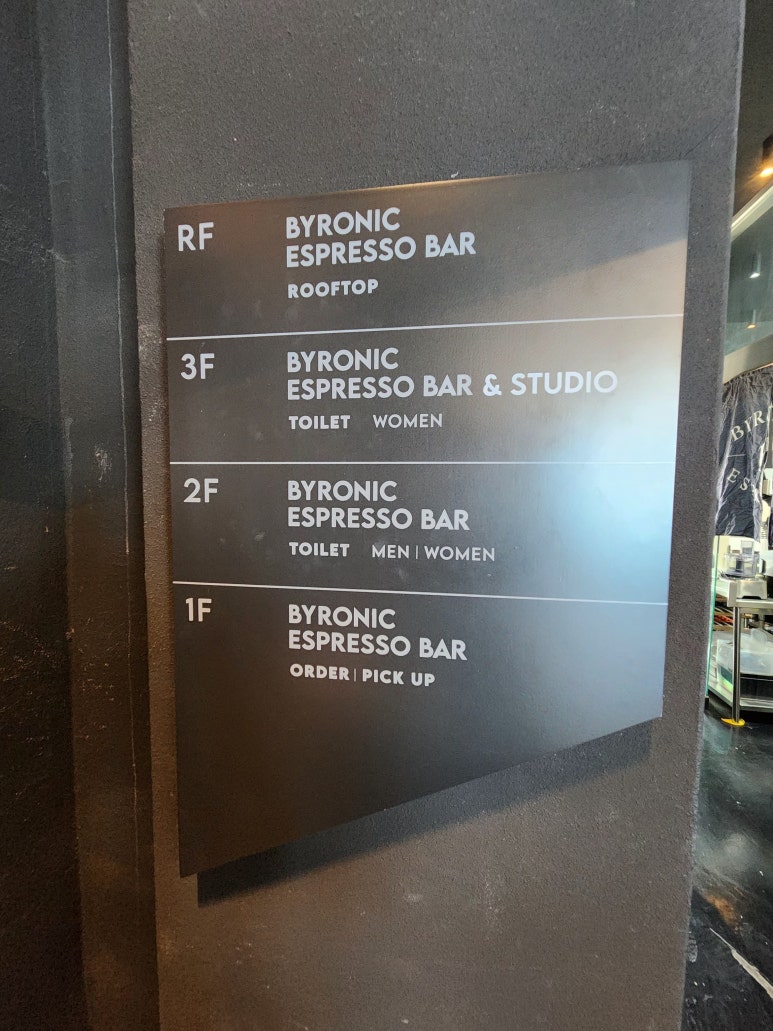 RF
BYRONIC
ESPRESSO BAR
ROOFTOP
3F
BYRONIC
ESPRESSO BAR & STUDIO
TOILET WOMEN
2F
BYRONIC
ESPRESSO BAR
TOILET MEN | WOMEN
1F
BYRONIC
ESPRESSO BAR
ORDER | PICK UP